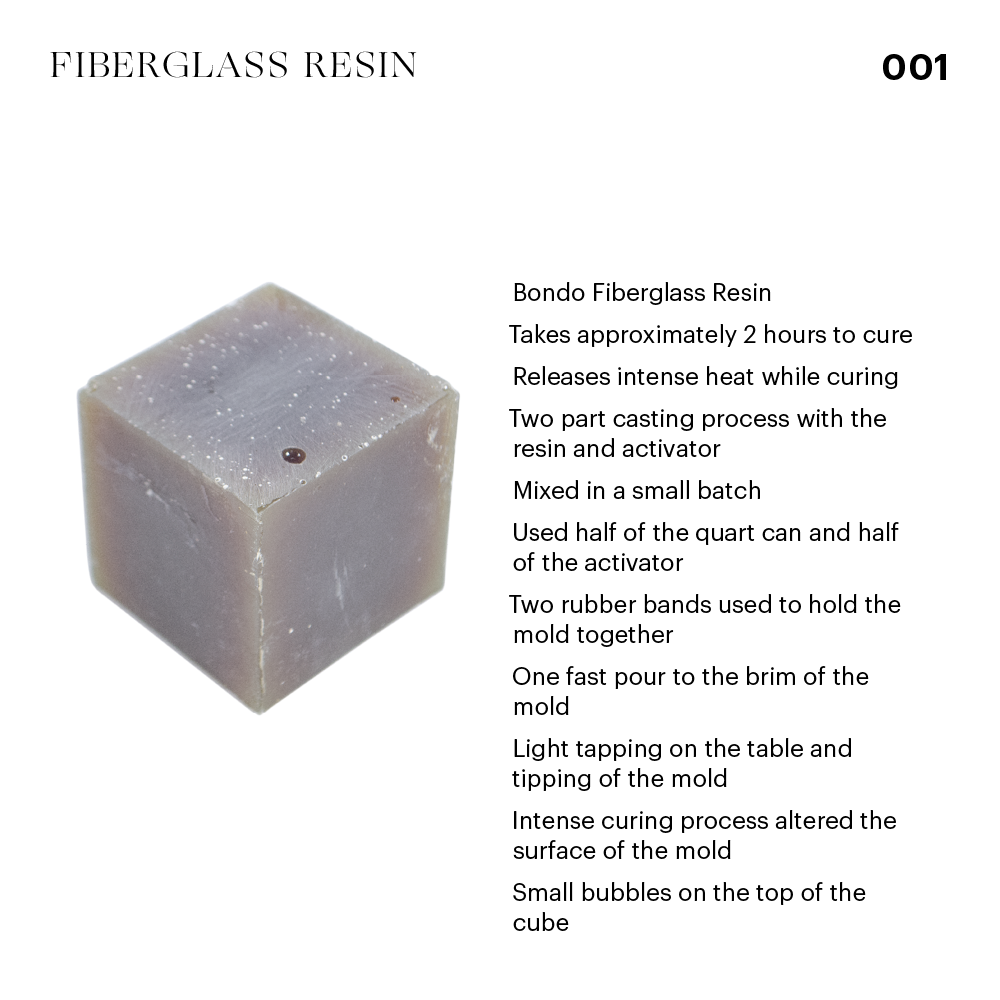 FIBERGLASS RESIN
001
Bondo Fiberglass Resin
Takes approximately 2 hours to cure
Releases intense heat while curing
Two part casting process with the
resin and activator
Mixed in a small batch
Used half of the quart can and half
of the activator
Two rubber bands used to hold the
mold together
One fast pour to the brim of the
mold
Light tapping on the table and
tipping of the mold
Intense curing process altered the
surface of the mold
Small bubbles on the top of the
cube